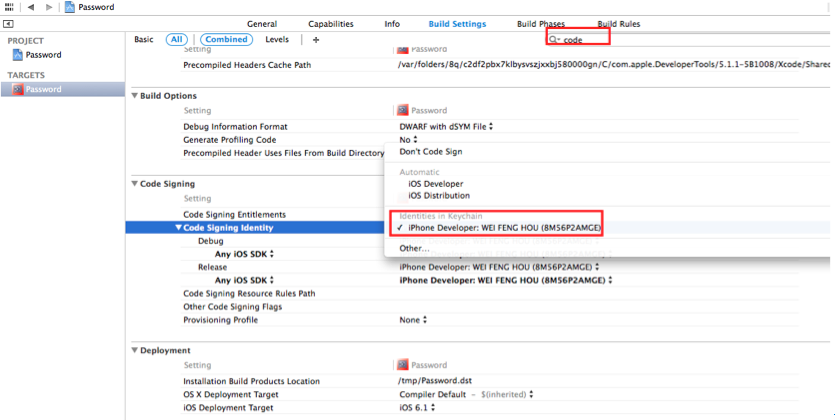 Password
General Capabilities Info Build Settings Build Phases Build Rules
PROJECT
Password
TARGETS
Password
Basic All Combined Levels + code
Setting Password
Precompiled Headers Cache Path /var/folders/8q/c2df2pbx7klbysvszjxxbj580000gn/C/com.apple.DeveloperTools/5.1.1-5B1008/Xcode/Share
Build Options
Setting Password
Debug Information Format DWARF with dSYM File
Generate Profiling Code No
Precompiled Header Uses Files From Build Directory
Don't Code Sign
Automatic
iOS Developer
iOS Distribution
Identities in Keychain
✓ iPhone Developer: WEI FENG HOU (8M56P2AMGE)
Other...
Code Signing
Setting
Code Signing Entitlements
Code Signing Identity
Debug
Any iOS SDK
Release iPhone Developer: WEI FENG HOU (8M56P2AMGE)
Any iOS SDK iPhone Developer: WEI FENG HOU (8M56P2AMGE)
Code Signing Resource Rules Path
Other Code Signing Flags
Provisioning Profile None
Deployment
Setting Password
Installation Build Products Location /tmp/Password.dst
OS X Deployment Target Compiler Default - $(inherited)
iOS Deployment Target iOS 6.1